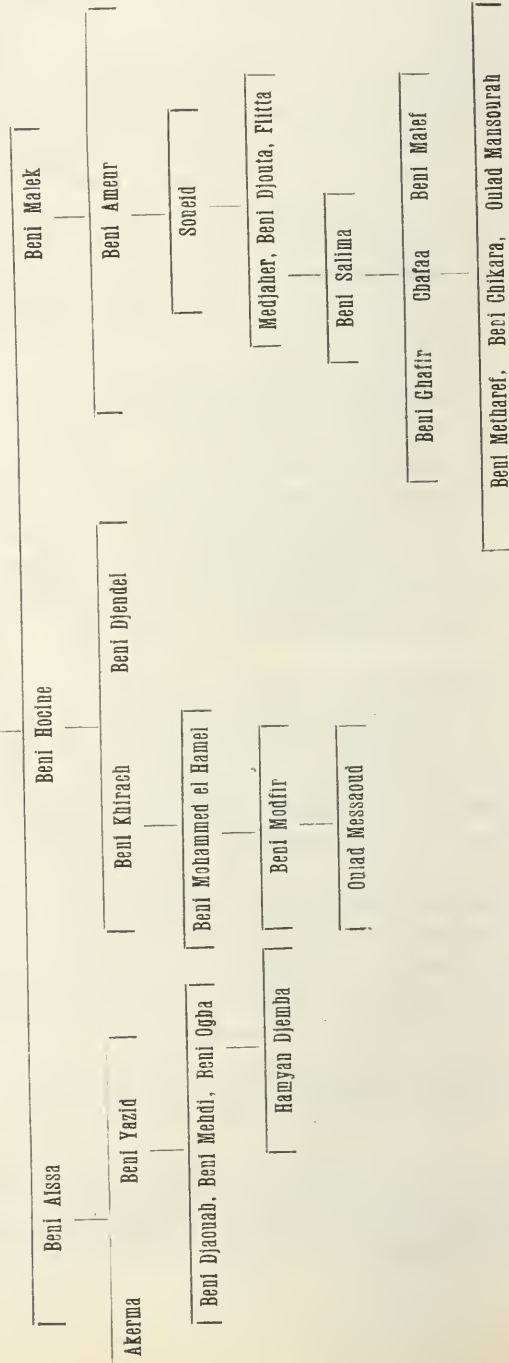 Beni Aissa Beni Hocine Beni Malek
Akerma Beni Yazid Beni Khirach Beni Djendel Beni Ameur
Beni Djaouab, Beni Mehdi, Beni Ogba Beni Mohammed el Hamel Soueid
Hamyan Djemba Beni Modfir Medjaher, Beni Djouta, Flitta
Oulad Messaoud Beni Salima
Beni Ghafir Chafaa Beni Malef
Beni Metharef, Beni Chikara, Oulad Mansourah